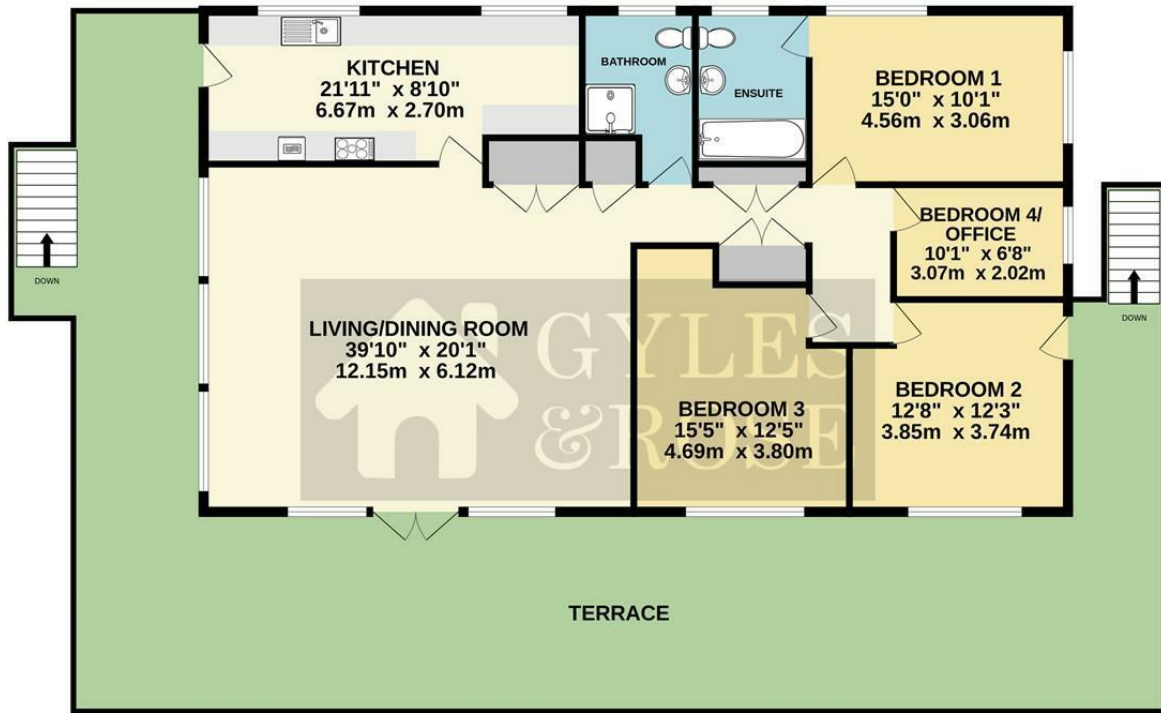 KITCHEN
21'11" x 8'10"
6.67m x 2.70m
BATHROOM
ENSUITE
BEDROOM 1
15'0" x 10'1"
4.56m x 3.06m
BEDROOM 4/
OFFICE
10'1" x 6'8"
3.07m x 2.02m
DOWN
DOWN
LIVING/DINING ROOM
39'10" x 20'1"
12.15m x 6.12m
GYLES
&ROSE
BEDROOM 3
15'5" x 12'5"
4.69m x 3.80m
BEDROOM 2
12'8" x 12'3"
3.85m x 3.74m
TERRACE